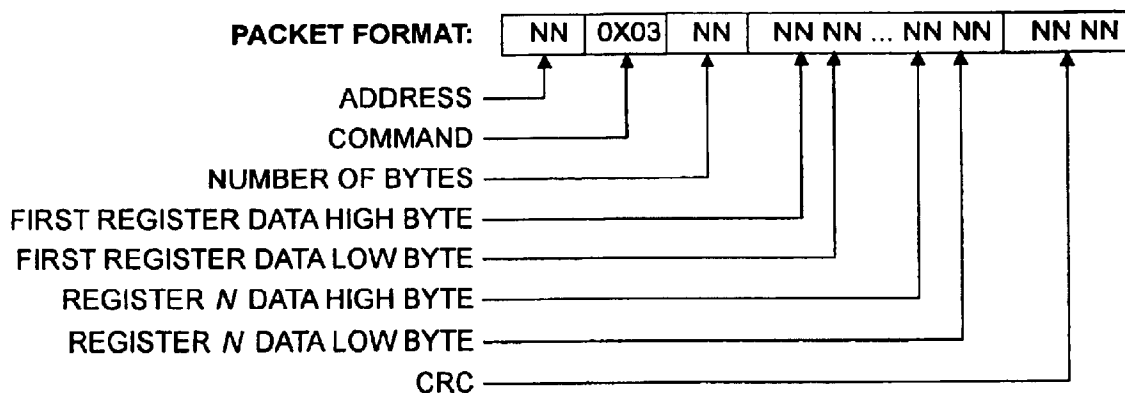 PACKET FORMAT: NN 0X03 NN NN NN ... NN NN NN NN
ADDRESS
COMMAND
NUMBER OF BYTES
FIRST REGISTER DATA HIGH BYTE
FIRST REGISTER DATA LOW BYTE
REGISTER N DATA HIGH BYTE
REGISTER N DATA LOW BYTE
CRC